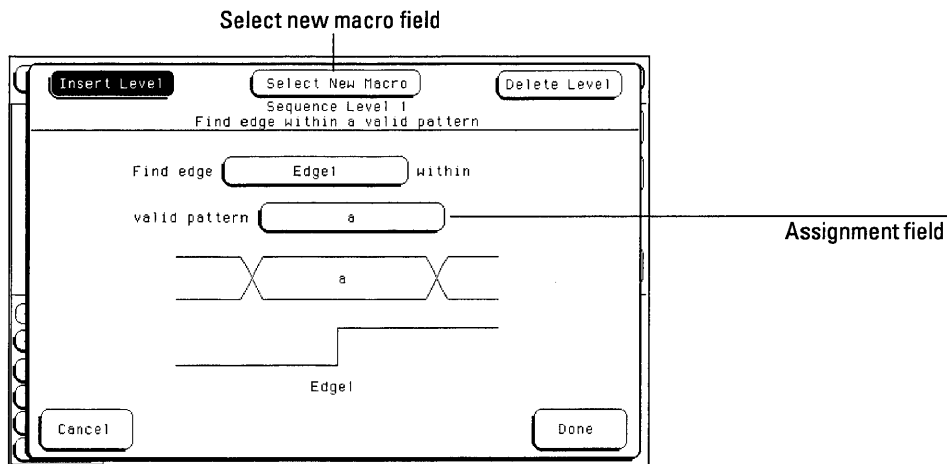 Select new macro field
Insert Level Select New Macro Delete Level
Sequence Level 1
Find edge within a valid pattern
Find edge Edge1 within
valid pattern a
Assignment field
a
Edge1
Cancel Done